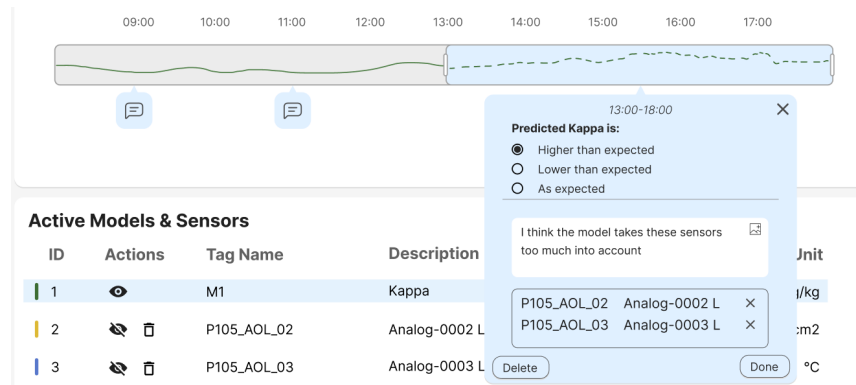 09:00 10:00 11:00 12:00 13:00 14:00 15:00 16:00 17:00
13:00-18:00
Predicted Kappa is:
Higher than expected
Lower than expected
As expected
I think the model takes these sensors
too much into account
P105_AOL_02 Analog-0002 L
P105_AOL_03 Analog-0003 L
Delete Done
Active Models & Sensors
ID Actions Tag Name Description
1 M1 Kappa
2 P105_AOL_02 Analog-0002 L
3 P105_AOL_03 Analog-0003 L °C